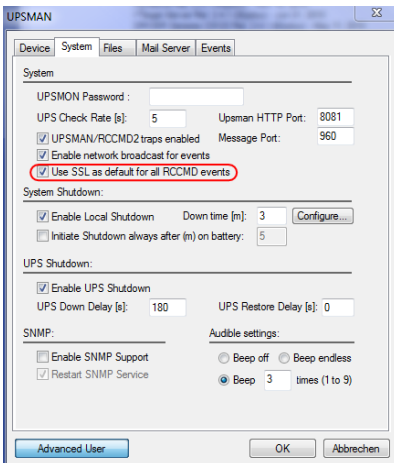 UPSMAN
Device System Files Mail Server Events
System
UPSMON Password :
UPS Check Rate [s]: 5 Upsman HTTP Port: 8081
UPSMAN/RCCMD2 traps enabled Message Port: 960
Enable network broadcast for events
Use SSL as default for all RCCMD events
System Shutdown:
Enable Local Shutdown Down time [m]: 3 Configure...
Initiate Shutdown always after (m) on battery: 5
UPS Shutdown:
Enable UPS Shutdown
UPS Down Delay [s]: 180 UPS Restore Delay [s]: 0
SNMP: Audible settings:
Enable SNMP Support Beep off Beep endless
Restart SNMP Service Beep 3 times (1 to 9)
Advanced User OK Abbrechen